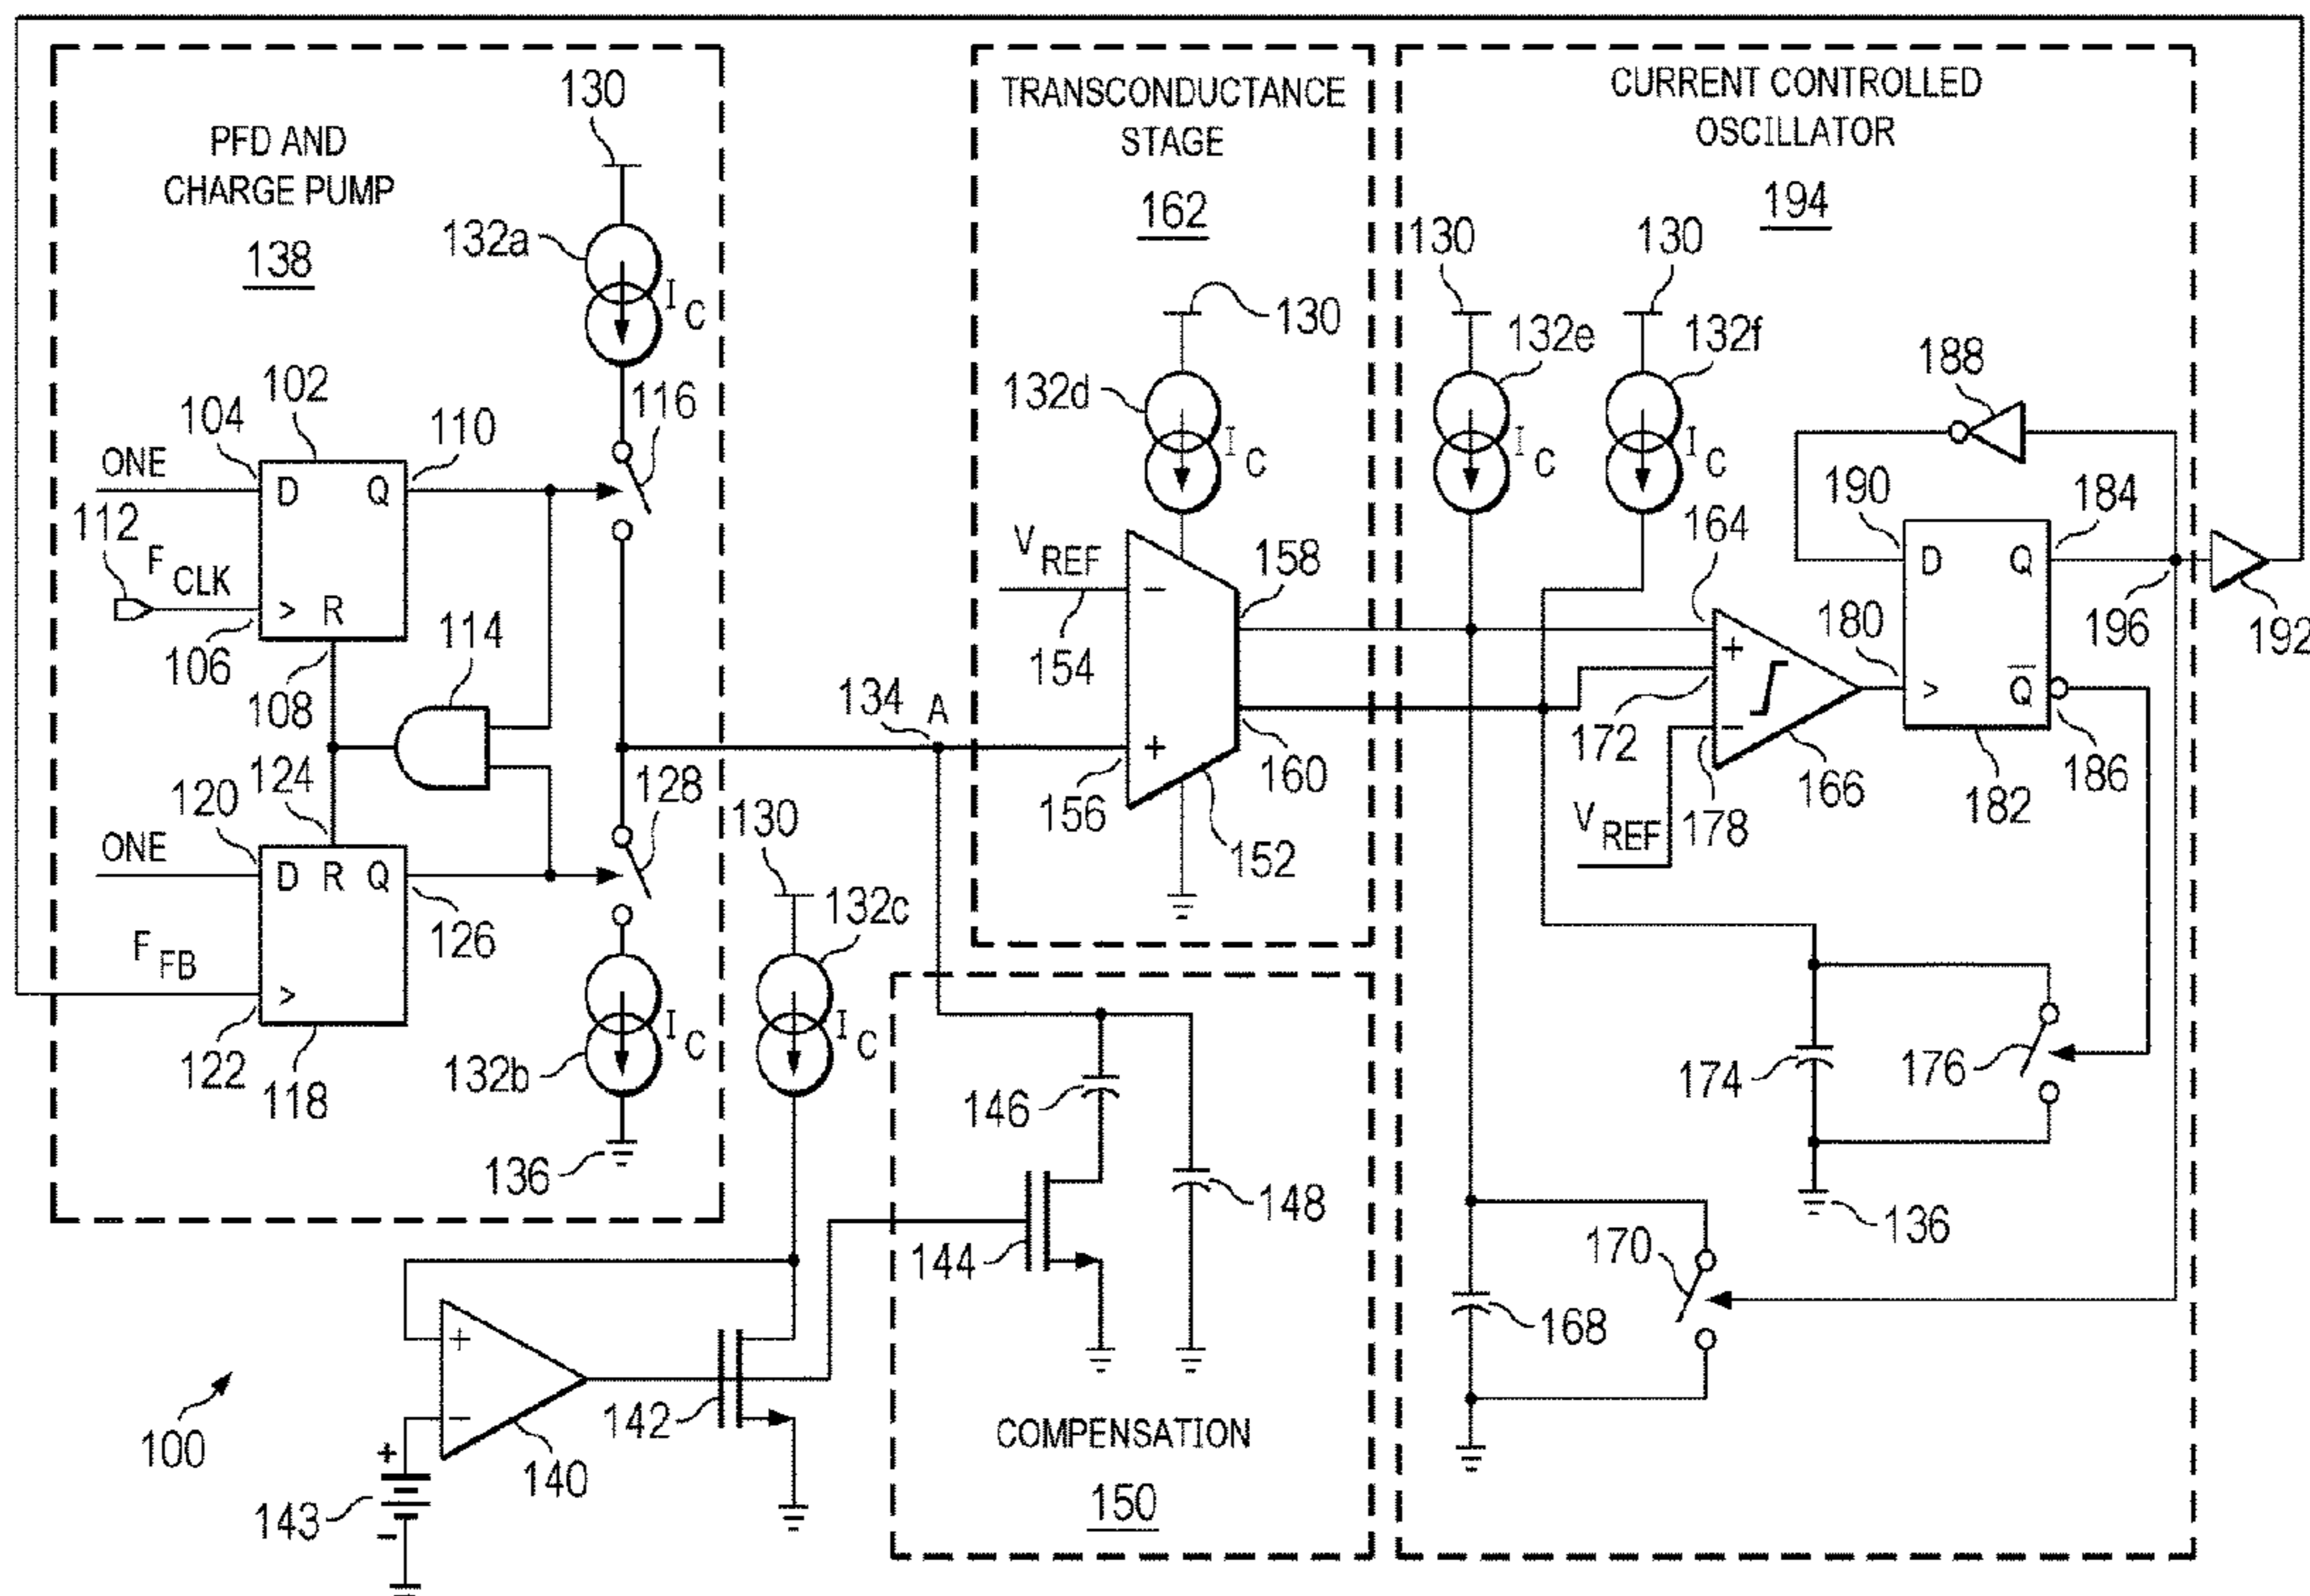 PFD AND
CHARGE PUMP
138
130
132a
I C
116
102
104
110
ONE
D Q
112
F CLK
> R
106
108
114
124
120
ONE
D R Q
126
128
F FB
>
122
118
132b
I C
136
130
132c
I C
134
A
TRANSCONDUCTANCE
STAGE
162
130
132d
I C
V REF
154
-
+
156
158
160
152
CURRENT CONTROLLED
OSCILLATOR
194
130
130
132e
I C
132f
I C
188
190
184
164
180
D Q
> Q
196
192
+
-
172
178
166
182
186
V REF
174
176
136
170
168
146
144
148
COMPENSATION
150
100
+
-
140
142
143
+
-